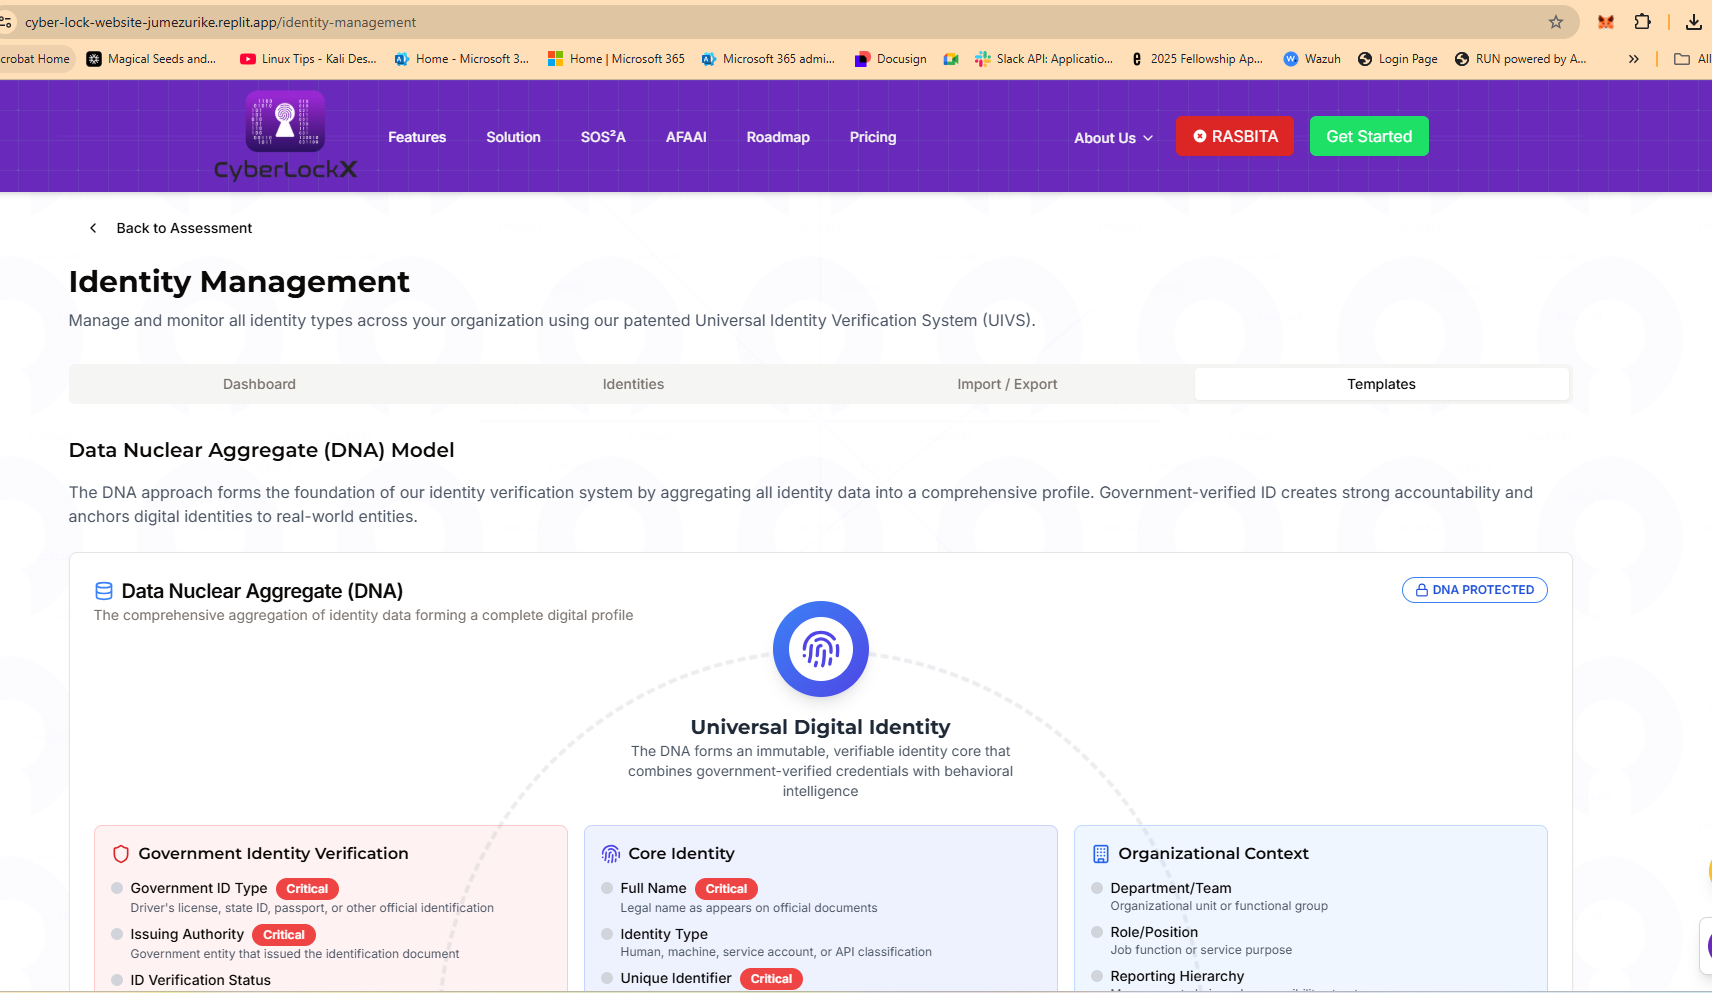 cyber-lock-website-jumezurike.replit.app/identity-management
crobat Home Magical Seeds and... Linux Tips - Kali Des... Home - Microsoft 3... Home | Microsoft 365 Microsoft 365 admi... Docusign Slack API: Applicatio... 2025 Fellowship Ap... Wazuh Login Page RUN powered by A... » All
CyberLockX
Features Solution SOS²A AFAAI Roadmap Pricing About Us RASBITA Get Started
Back to Assessment
Identity Management
Manage and monitor all identity types across your organization using our patented Universal Identity Verification System (UIVS).
Dashboard Identities Import / Export Templates
Data Nuclear Aggregate (DNA) Model
The DNA approach forms the foundation of our identity verification system by aggregating all identity data into a comprehensive profile. Government-verified ID creates strong accountability and
anchors digital identities to real-world entities.
Data Nuclear Aggregate (DNA)
The comprehensive aggregation of identity data forming a complete digital profile
DNA PROTECTED
Universal Digital Identity
The DNA forms an immutable, verifiable identity core that
combines government-verified credentials with behavioral
intelligence
Government Identity Verification
Government ID Type Critical
Driver's license, state ID, passport, or other official identification
Issuing Authority Critical
Government entity that issued the identification document
ID Verification Status
Core Identity
Full Name Critical
Legal name as appears on official documents
Identity Type
Human, machine, service account, or API classification
Unique Identifier Critical
Organizational Context
Department/Team
Organizational unit or functional group
Role/Position
Job function or service purpose
Reporting Hierarchy